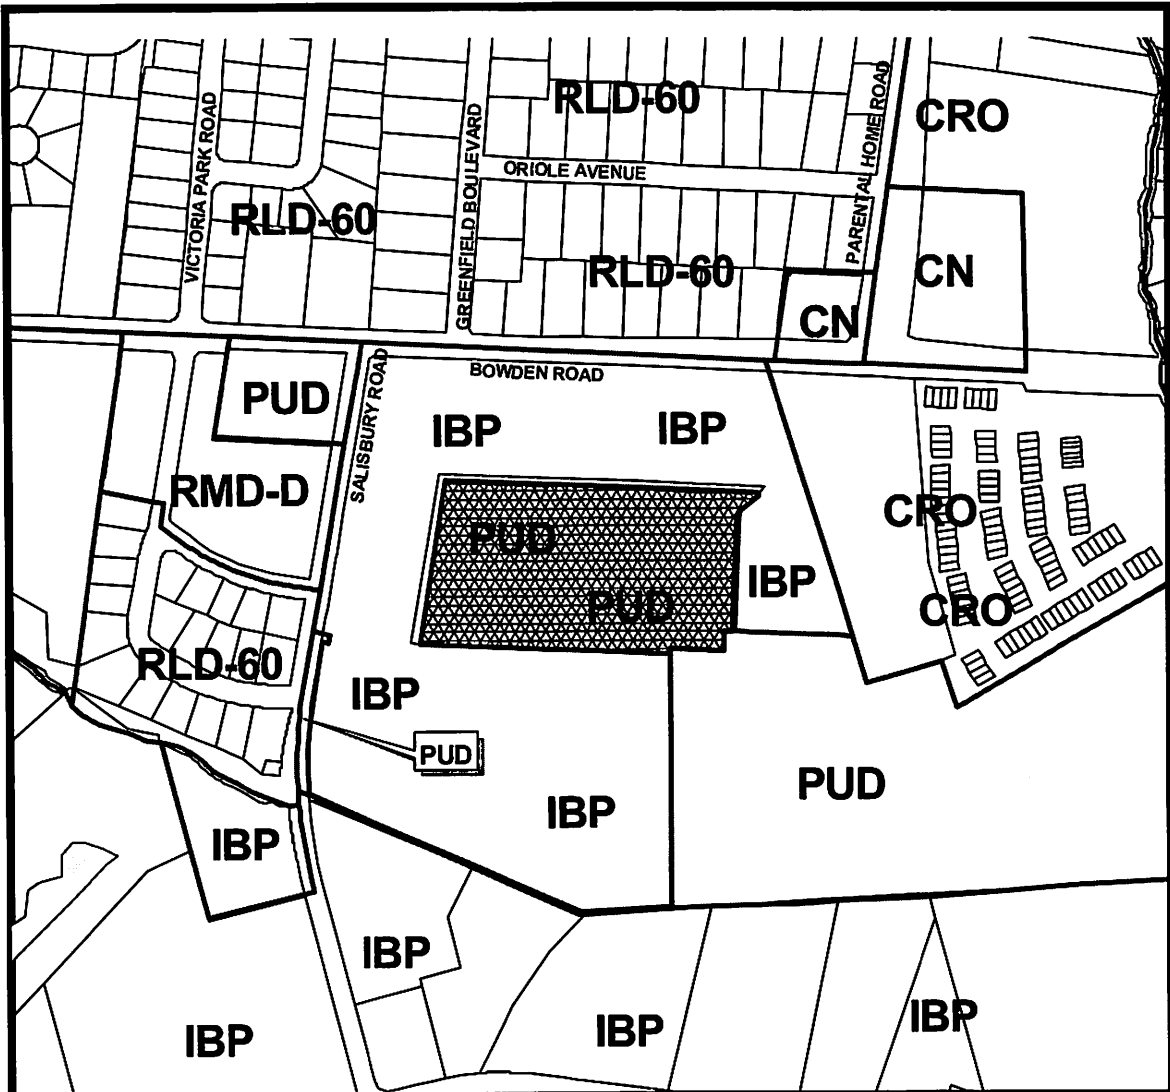 RLD-60
CRO
VICTORIA PARK ROAD
GREENFIELD BOULEVARD
PARENTAL HOME ROAD
ORIOLE AVENUE
RLD-60
RLD-60
CN
CN
BOWDEN ROAD
SALISBURY ROAD
PUD
IBP
IBP
RMD-D
CRO
PUD
IBP
PUD
CRO
RLD-60
IBP
PUD
PUD
IBP
IBP
IBP
IBP
IBP
IBP